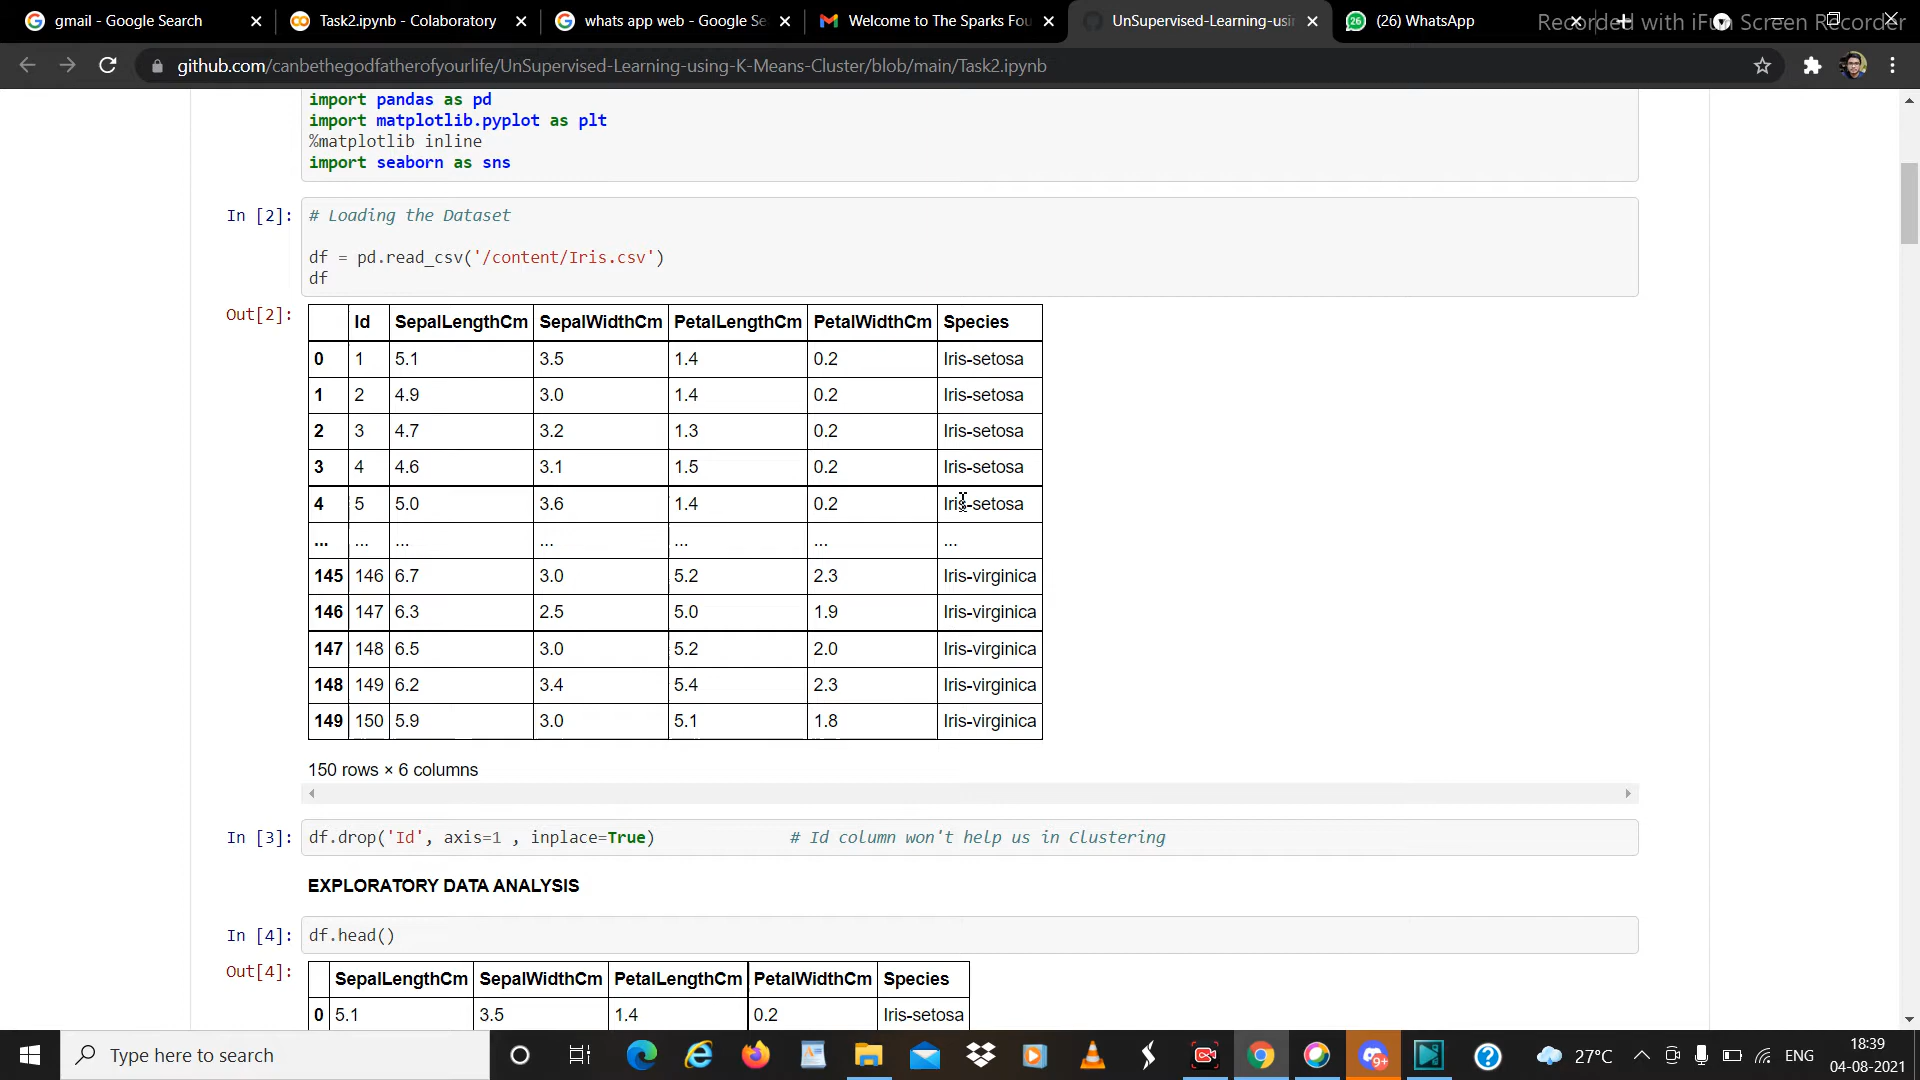 gmail - Google Search
Task2.ipynb - Colaboratory
whats app web - Google Se
Welcome to The Sparks Fou
UnSupervised-Learning-usin
(26) WhatsApp
Recorded with iFun Screen Recorder
github.com/canbethegodfatherofyourlife/UnSupervised-Learning-using-K-Means-Cluster/blob/main/Task2.ipynb
import pandas as pd
import matplotlib.pyplot as plt
%matplotlib inline
import seaborn as sns
In [2]: # Loading the Dataset
df = pd.read_csv('/content/Iris.csv')
df
Out[2]:
Id SepalLengthCm SepalWidthCm PetalLengthCm PetalWidthCm Species
0 1 5.1 3.5 1.4 0.2 Iris-setosa
1 2 4.9 3.0 1.4 0.2 Iris-setosa
2 3 4.7 3.2 1.3 0.2 Iris-setosa
3 4 4.6 3.1 1.5 0.2 Iris-setosa
4 5 5.0 3.6 1.4 0.2 Iris-setosa
... ... ... ... ... ... ...
145 146 6.7 3.0 5.2 2.3 Iris-virginica
146 147 6.3 2.5 5.0 1.9 Iris-virginica
147 148 6.5 3.0 5.2 2.0 Iris-virginica
148 149 6.2 3.4 5.4 2.3 Iris-virginica
149 150 5.9 3.0 5.1 1.8 Iris-virginica
150 rows × 6 columns
In [3]: df.drop('Id', axis=1 , inplace=True) # Id column won't help us in Clustering
EXPLORATORY DATA ANALYSIS
In [4]: df.head()
Out[4]:
SepalLengthCm SepalWidthCm PetalLengthCm PetalWidthCm Species
0 5.1 3.5 1.4 0.2 Iris-setosa
Type here to search
9+
27°C
ENG
18:39
04-08-2021